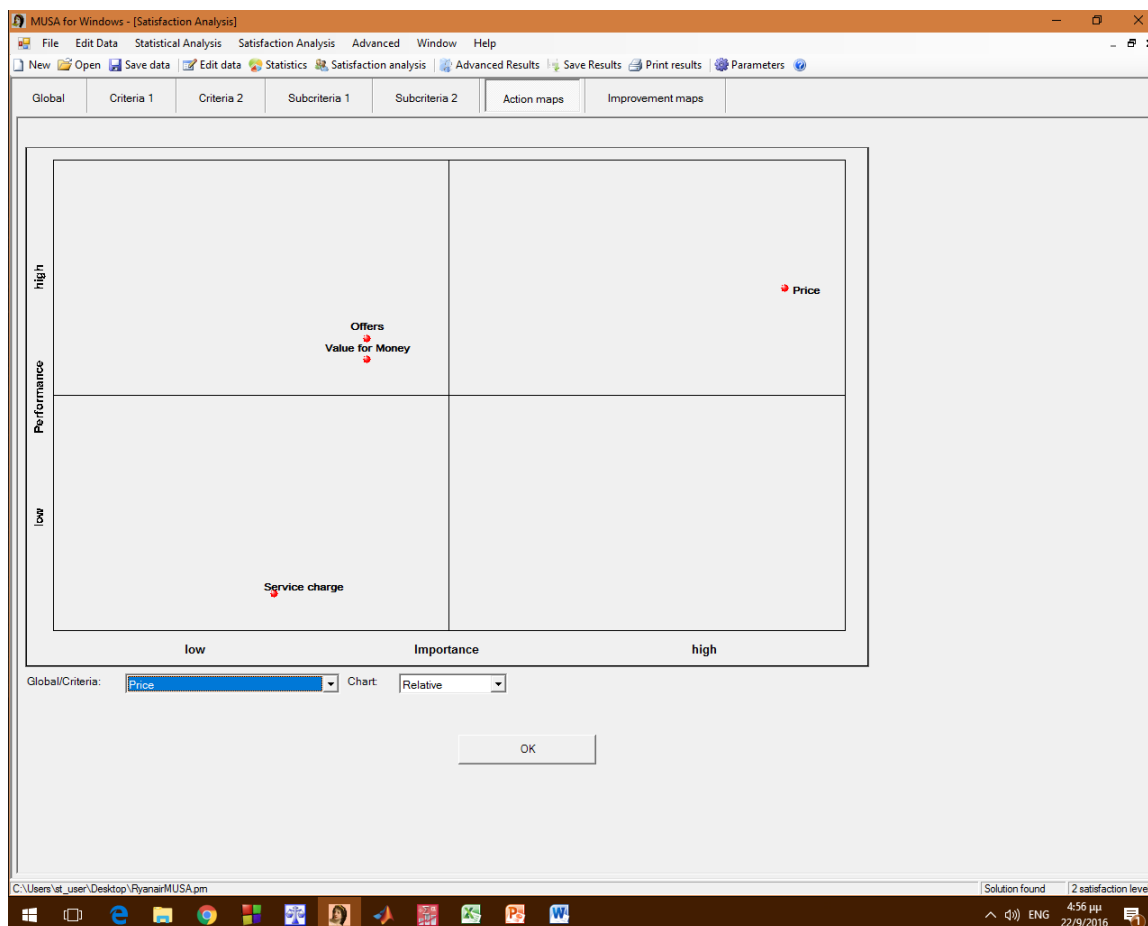 MUSA for Windows - [Satisfaction Analysis]
File Edit Data Statistical Analysis Satisfaction Analysis Advanced Window Help
New Open Save data Edit data Statistics Satisfaction analysis Advanced Results Save Results Print results Parameters
Global Criteria 1 Criteria 2 Subcriteria 1 Subcriteria 2 Action maps Improvement maps
high
Performance
low
Price
Offers
Value for Money
Service charge
low Importance high
Global/Criteria: Price Chart: Relative
OK
C:\Users\st_user\Desktop\RyanairMUSA.prn Solution found 2 satisfaction leve
ENG 4:56 μμ
22/9/2016